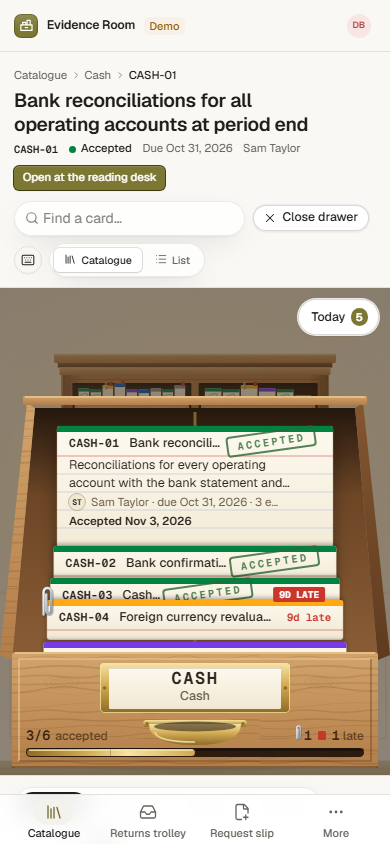 Evidence Room Demo DB
Catalogue > Cash > CASH-01
Bank reconciliations for all
operating accounts at period end
CASH-01 Accepted Due Oct 31, 2026 Sam Taylor
Open at the reading desk
Find a card... Close drawer
Catalogue List
Today 5
CASH-01 Bank reconcili... ACCEPTED
Reconciliations for every operating
account with the bank statement and...
ST Sam Taylor · due Oct 31, 2026 · 3 e...
Accepted Nov 3, 2026
CASH-02 Bank confirmati... ACCEPTED
CASH-03 Cash... ACCEPTED 9D LATE
CASH-04 Foreign currency revalua... 9d late
CASH
Cash
3/6 accepted 1 1 late
Catalogue Returns trolley Request slip More